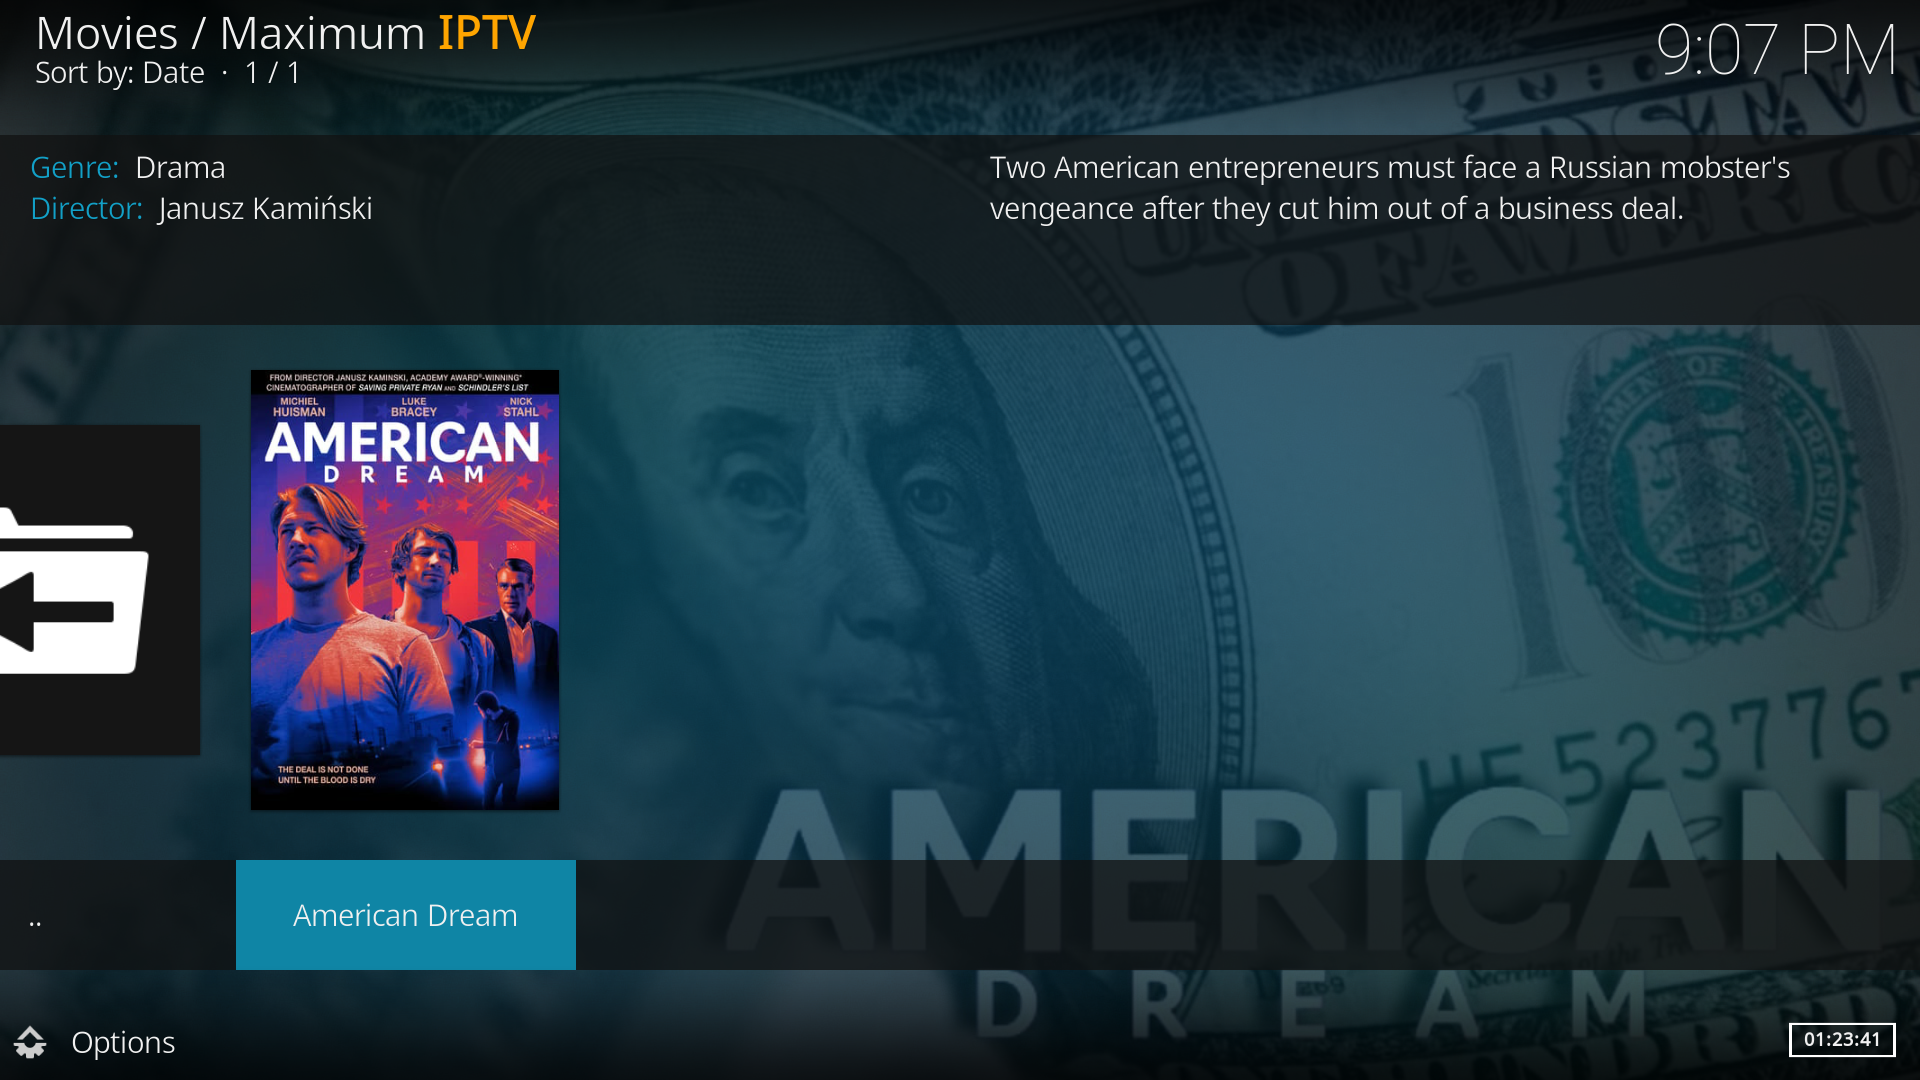 Movies / Maximum IPTV
Sort by: Date · 1 / 1
9:07 PM
Genre: Drama
Director: Janusz Kamiński
Two American entrepreneurs must face a Russian mobster's
vengeance after they cut him out of a business deal.
FROM DIRECTOR JANUSZ KAMINSKI, ACADEMY AWARD®-WINNING*
CINEMATOGRAPHER OF SAVING PRIVATE RYAN AND SCHINDLER'S LIST
MICHIEL HUISMAN
LUKE BRACEY
NICK STAHL
AMERICAN
DREAM
THE DEAL IS NOT DONE
UNTIL THE BLOOD IS DRY
100
523776
AMERICAN
DREAM
..
American Dream
Options
01:23:41